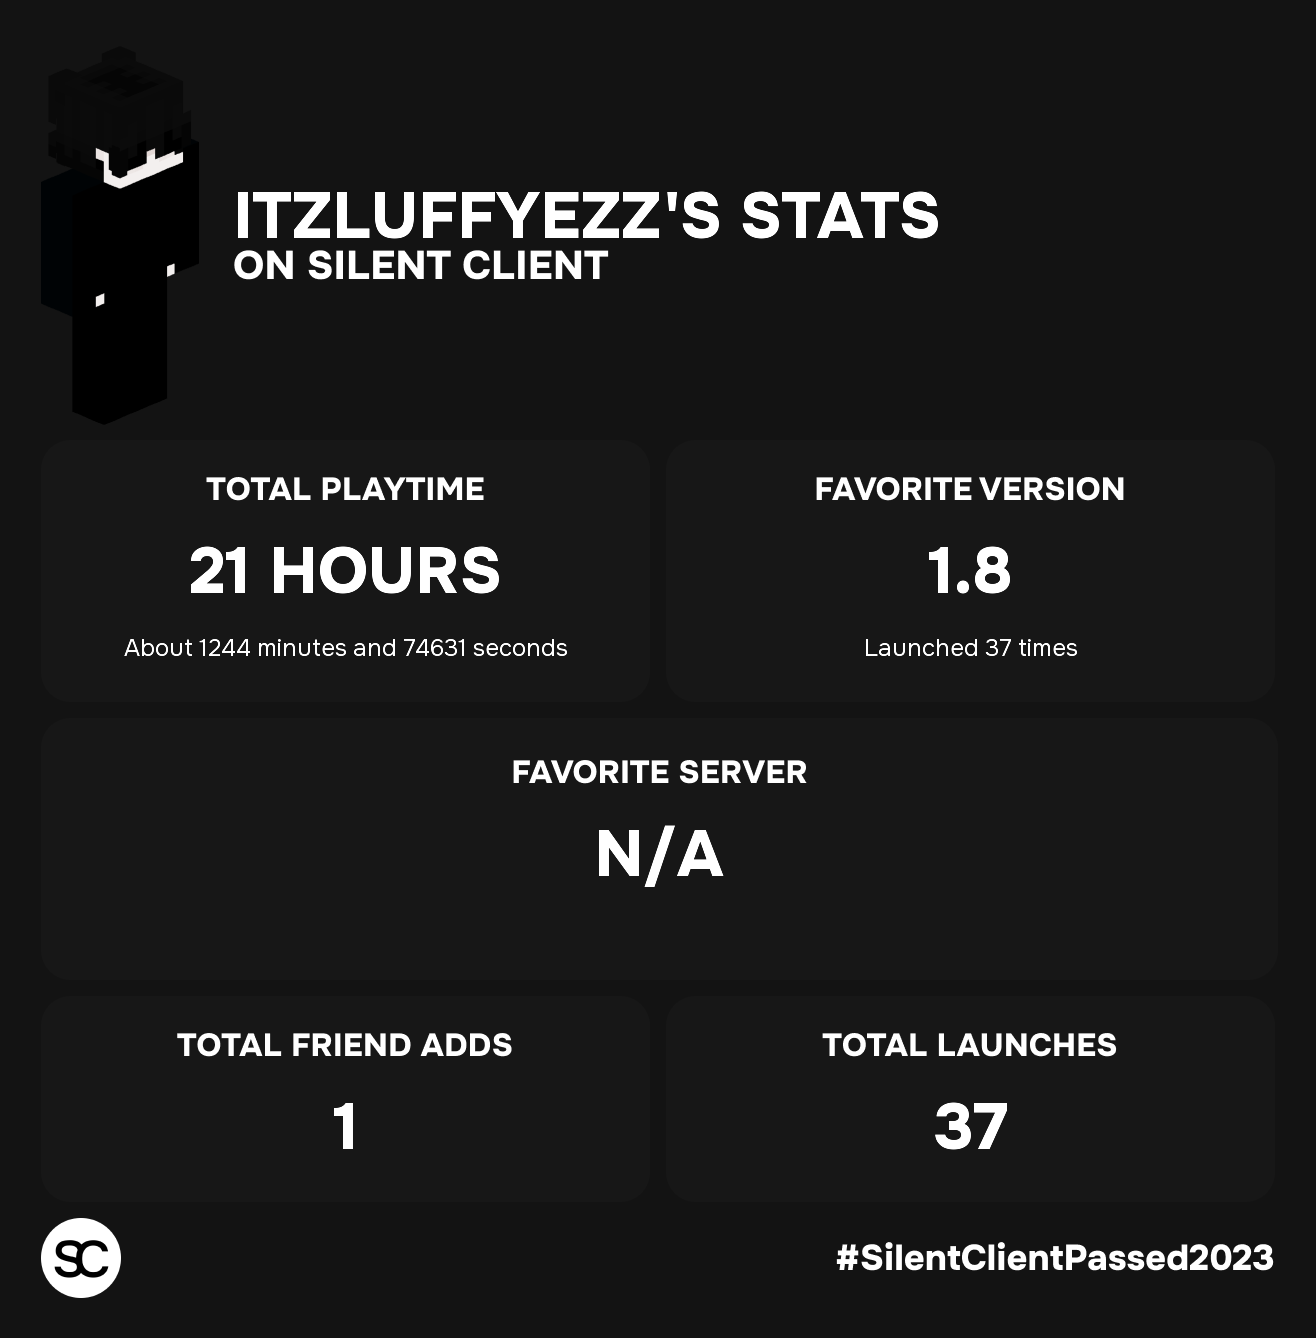 ITZLUFFYEZZ'S STATS
ON SILENT CLIENT
TOTAL PLAYTIME
21 HOURS
About 1244 minutes and 74631 seconds
FAVORITE VERSION
1.8
Launched 37 times
FAVORITE SERVER
N/A
TOTAL FRIEND ADDS
1
TOTAL LAUNCHES
37
SC
#SilentClientPassed2023